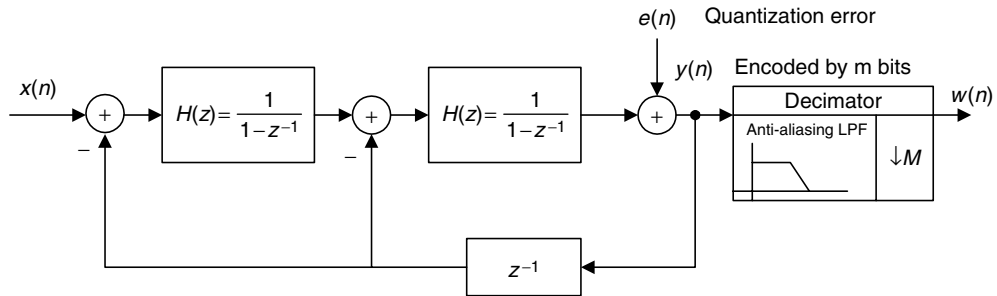 e(n) Quantization error
x(n)
H(z) = 1 / (1 − z⁻¹)
H(z) = 1 / (1 − z⁻¹)
y(n)
Encoded by m bits
w(n)
+
+
+
−
−
Decimator
Anti-aliasing LPF
↓M
z⁻¹